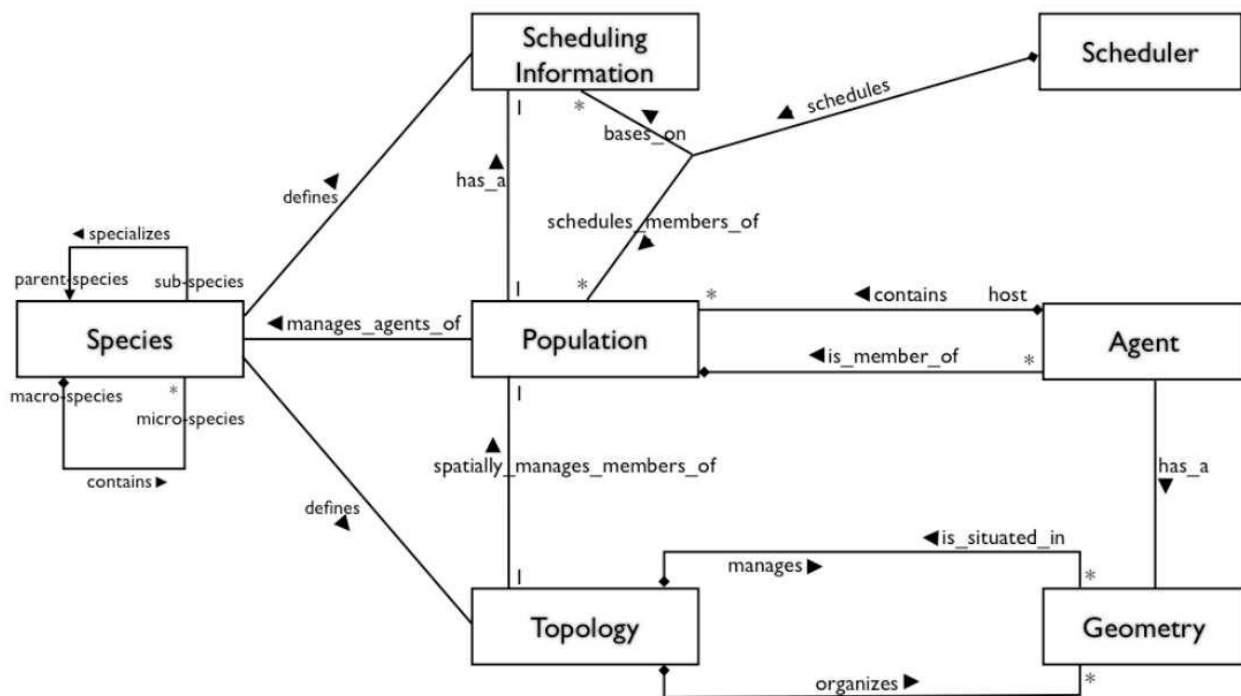 Scheduling
Information
Scheduler
I
*
schedules
bases_on
has_a
defines
schedules_members_of
specializes
parent-species
sub-species
I
*
*
contains
host
Species
manages_agents_of
Population
is_member_of
*
Agent
macro-species
*
micro-species
I
contains
spatially_manages_members_of
has_a
defines
is_situated_in
manages
I
*
Topology
Geometry
organizes
*